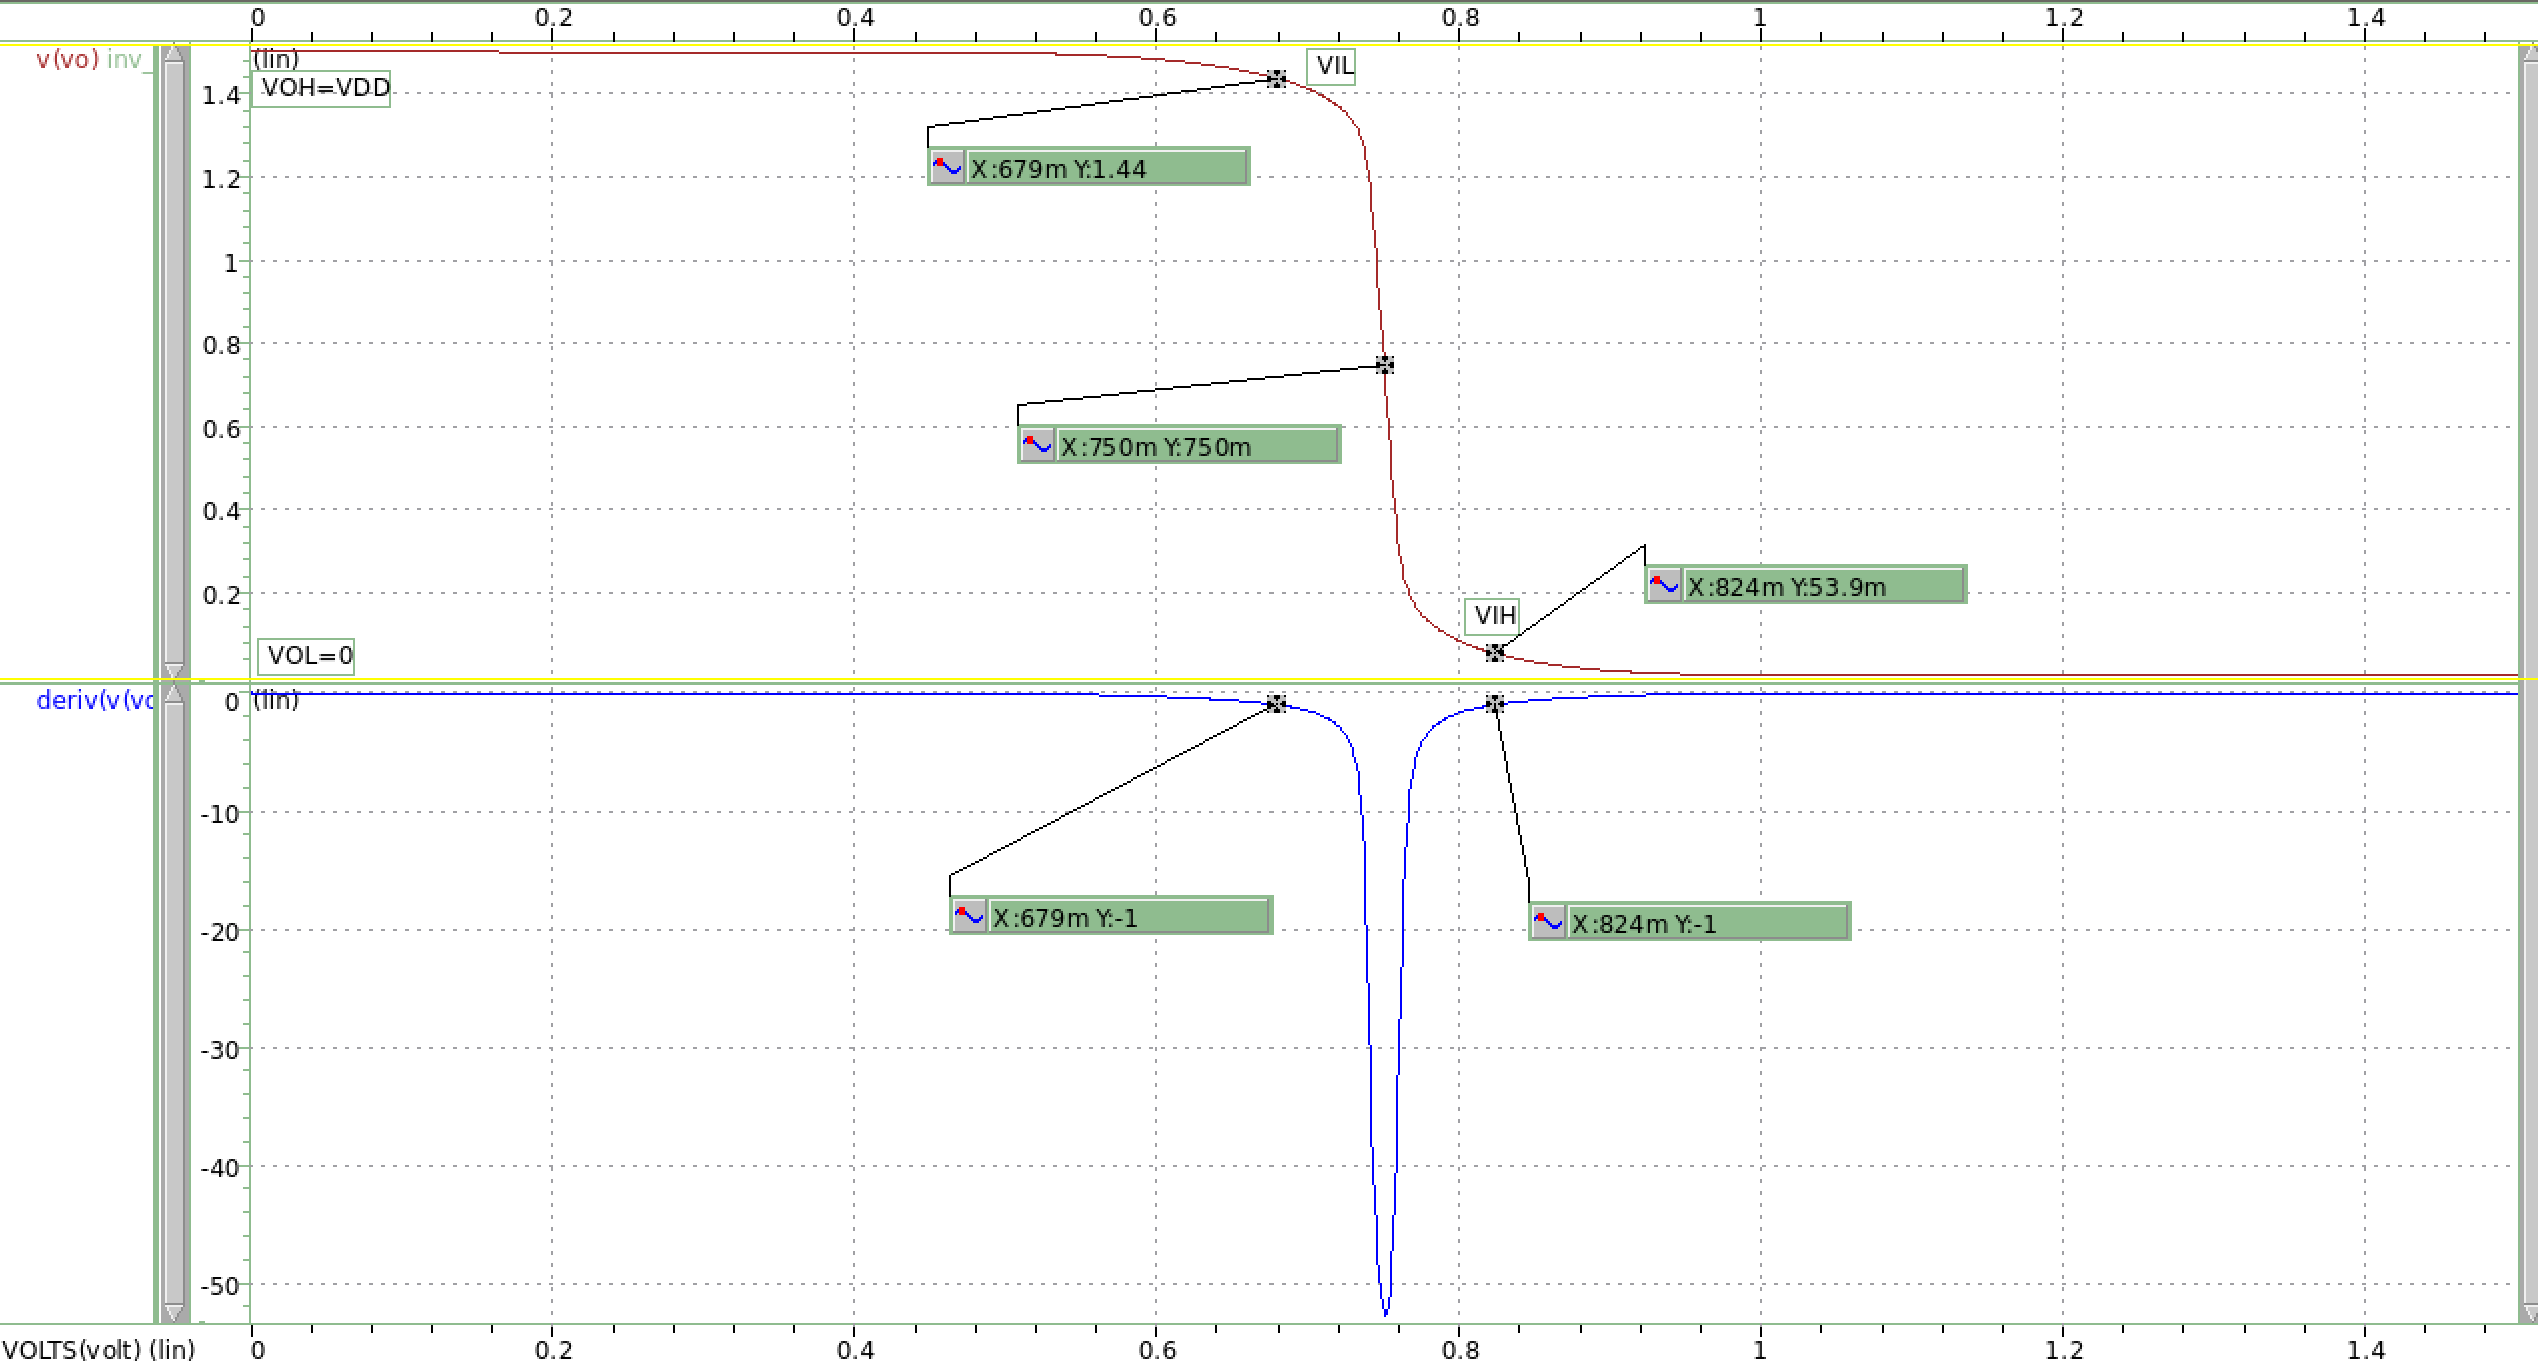 0 0.2 0.4 0.6 0.8 1 1.2 1.4
v(vo) inv_
(lin)
VIL
VOH=VDD
1.4
X:679m Y:1.44
1.2
1
0.8
X:750m Y:750m
0.6
0.4
X:824m Y:53.9m
0.2
VIH
VOL=0
deriv(v(vo
0
(lin)
-10
X:679m Y:-1
X:824m Y:-1
-20
-30
-40
-50
VOLTS(volt) (lin)
0 0.2 0.4 0.6 0.8 1 1.2 1.4